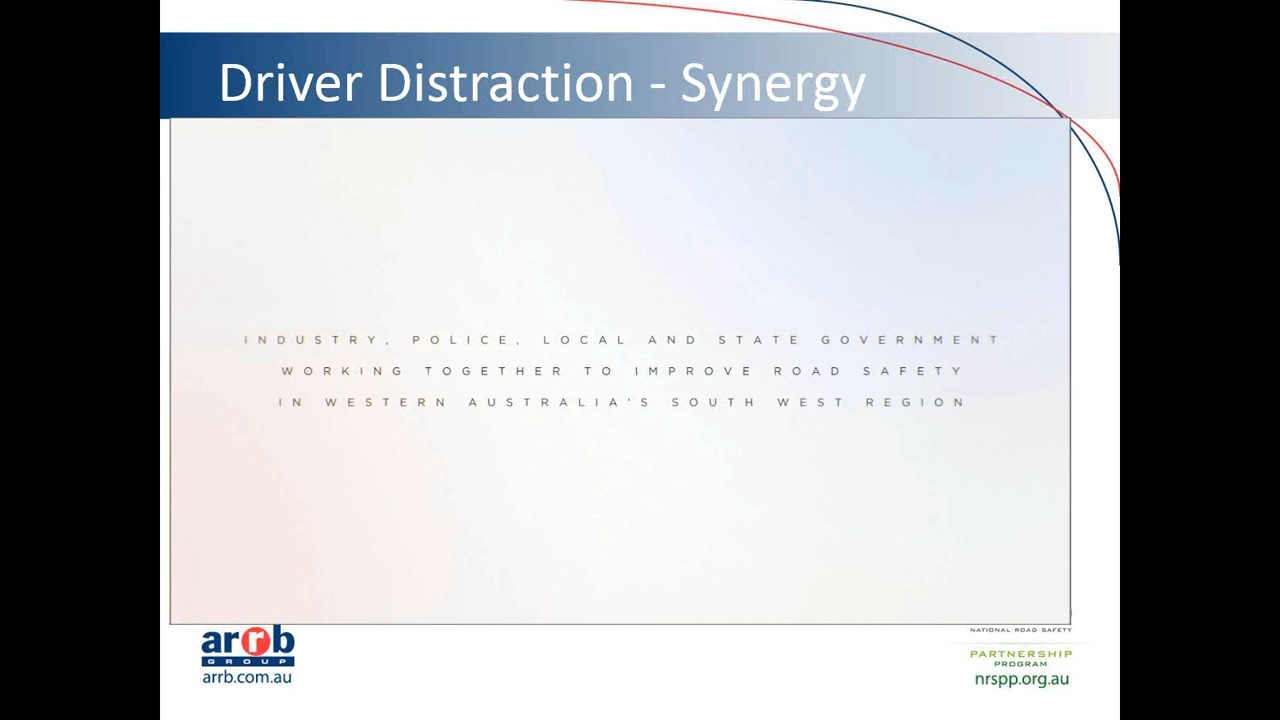 Driver Distraction - Synergy
INDUSTRY, POLICE, LOCAL AND STATE GOVERNMENT
WORKING TOGETHER TO IMPROVE ROAD SAFETY
IN WESTERN AUSTRALIA'S SOUTH WEST REGION
arrb
GROUP
arrb.com.au
NATIONAL ROAD SAFETY
PARTNERSHIP
PROGRAM
nrspp.org.au